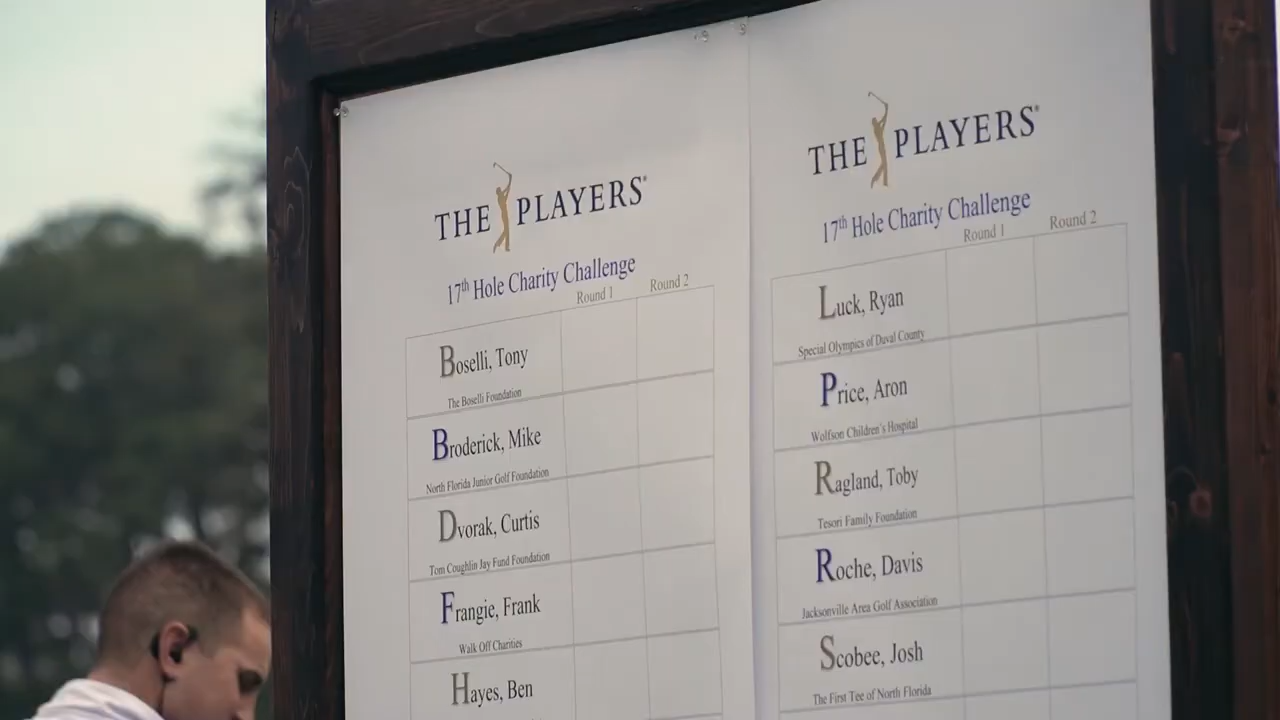 THE PLAYERS®
17th Hole Charity Challenge
Round 1 Round 2
Boselli, Tony
The Boselli Foundation
Broderick, Mike
North Florida Junior Golf Foundation
Dvorak, Curtis
Tom Coughlin Jay Fund Foundation
Frangie, Frank
Walk Off Charities
Hayes, Ben
THE PLAYERS®
17th Hole Charity Challenge
Round 1 Round 2
Luck, Ryan
Special Olympics of Duval County
Price, Aron
Wolfson Children's Hospital
Ragland, Toby
Tesori Family Foundation
Roche, Davis
Jacksonville Area Golf Association
Scobee, Josh
The First Tee of North Florida